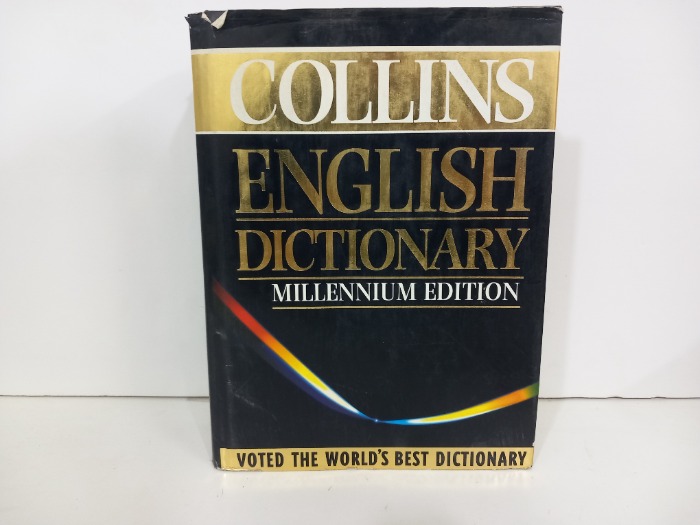 COLLINS
ENGLISH
DICTIONARY
MILLENNIUM EDITION
VOTED THE WORLD'S BEST DICTIONARY